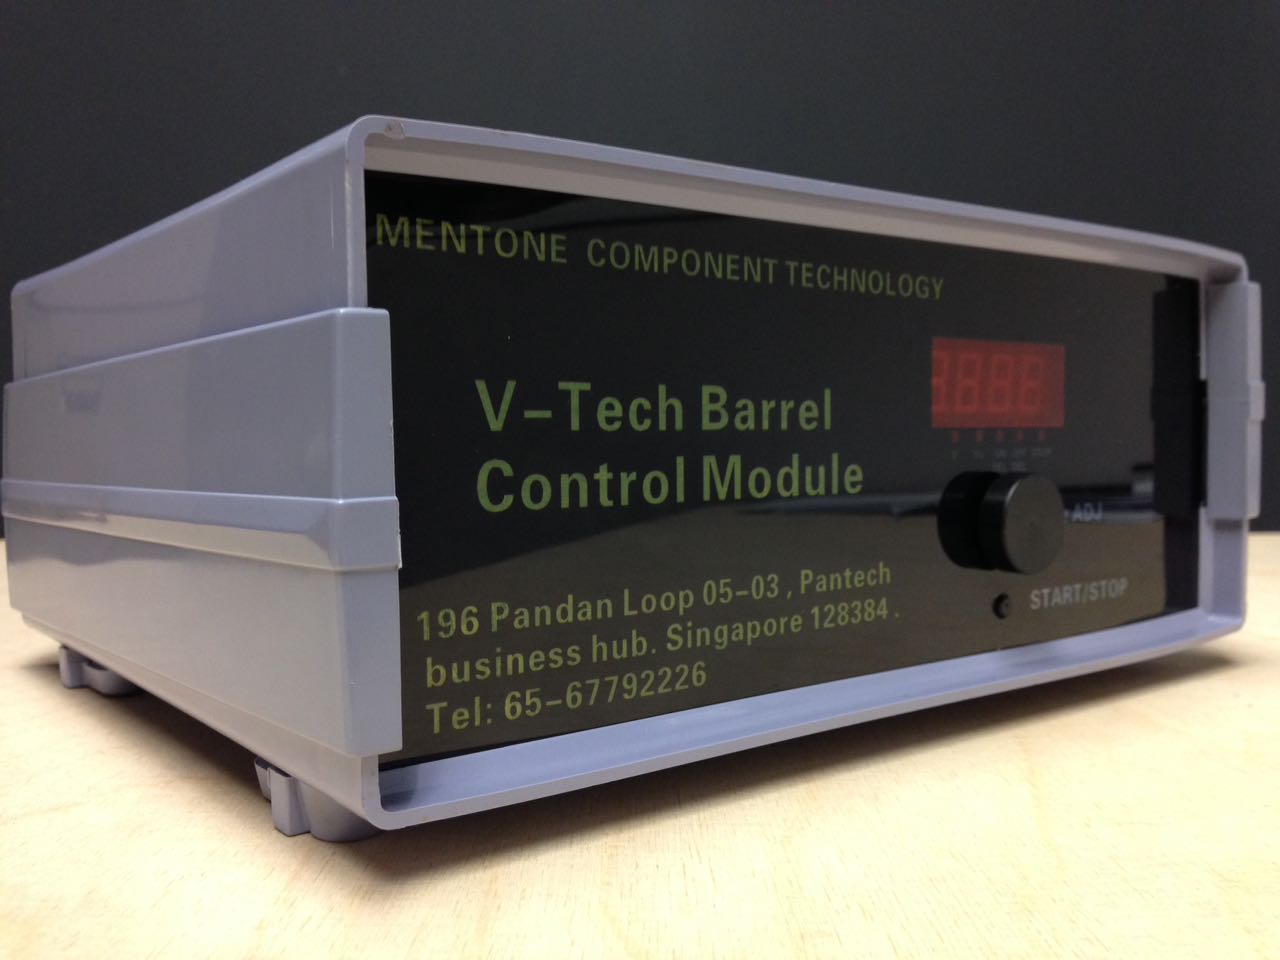 MENTONE COMPONENT TECHNOLOGY
V-Tech Barrel
Control Module
ADJ
START/STOP
196 Pandan Loop 05-03 , Pantech
business hub. Singapore 128384 .
Tel: 65-67792226